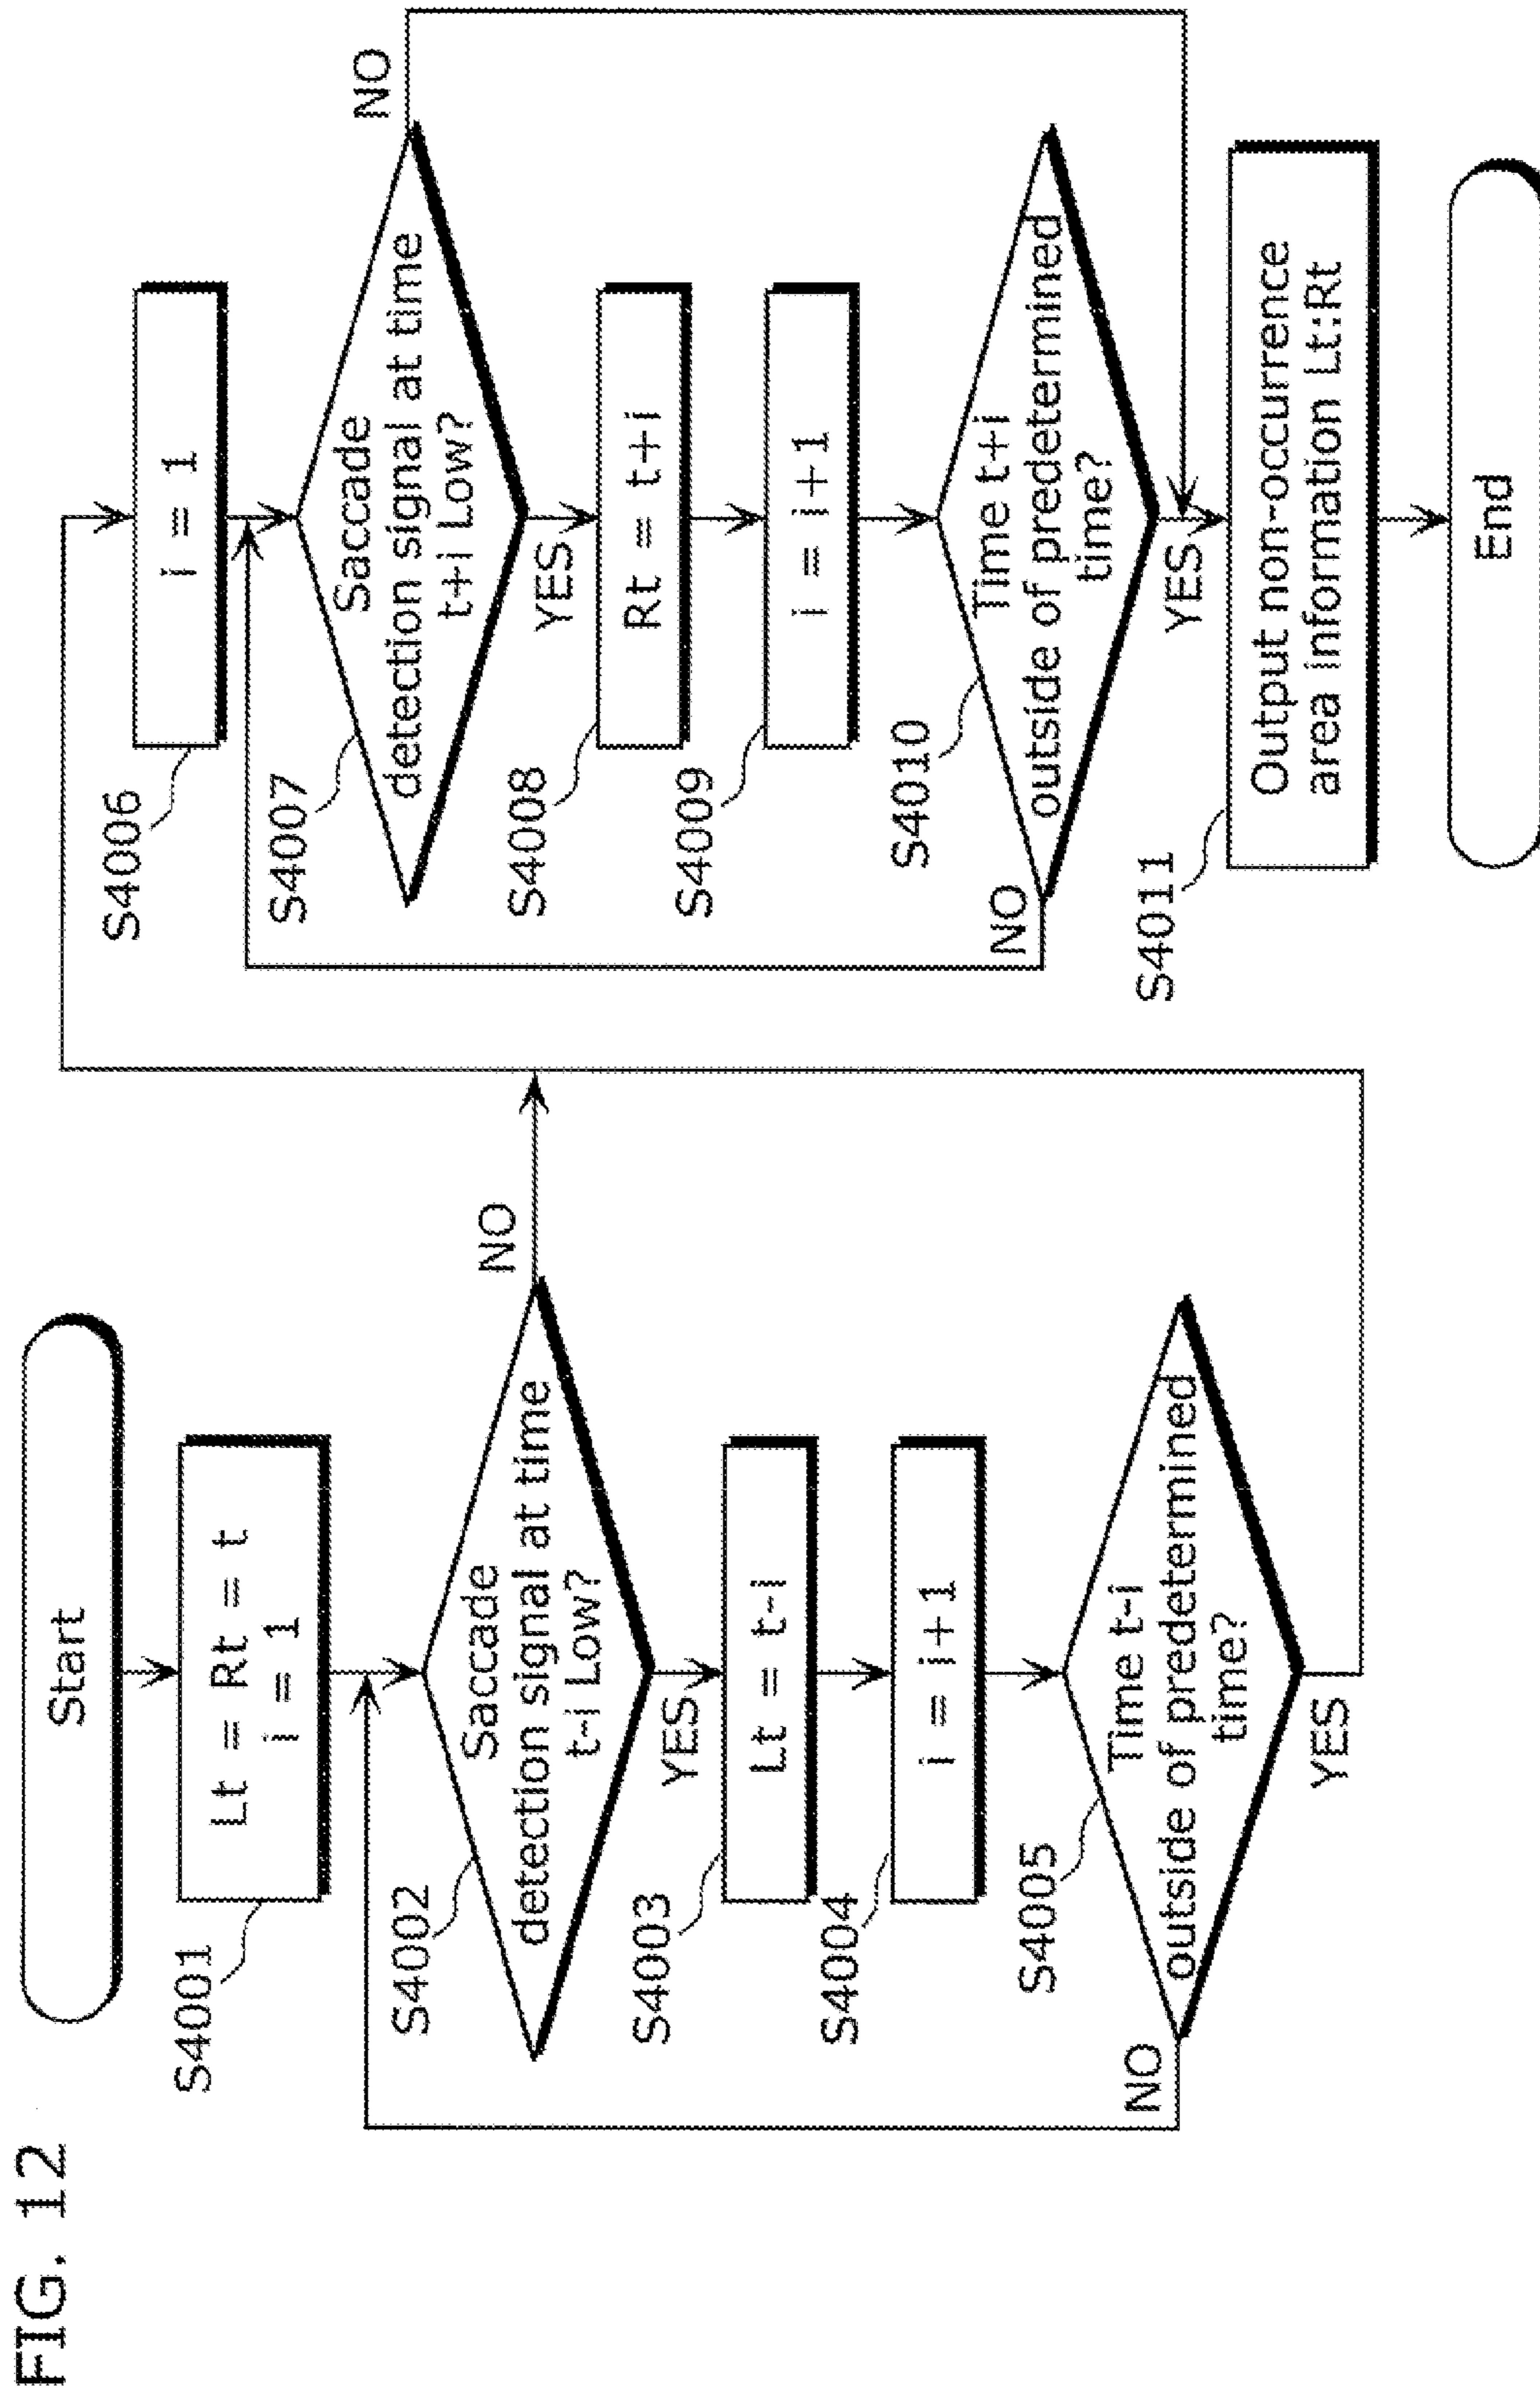 FIG. 12
Start
S4001
Lt = Rt = t
i = 1
S4002
Saccade
detection signal at time
t-i Low?
NO
YES
S4003
Lt = t-i
S4004
i = i+1
S4005
Time t-i
outside of predetermined
time?
NO
YES
S4006
i = 1
S4007
Saccade
detection signal at time
t+i Low?
NO
YES
S4008
Rt = t+i
S4009
i = i+1
S4010
Time t+i
outside of predetermined
time?
NO
YES
S4011
Output non-occurrence
area information Lt:Rt
End